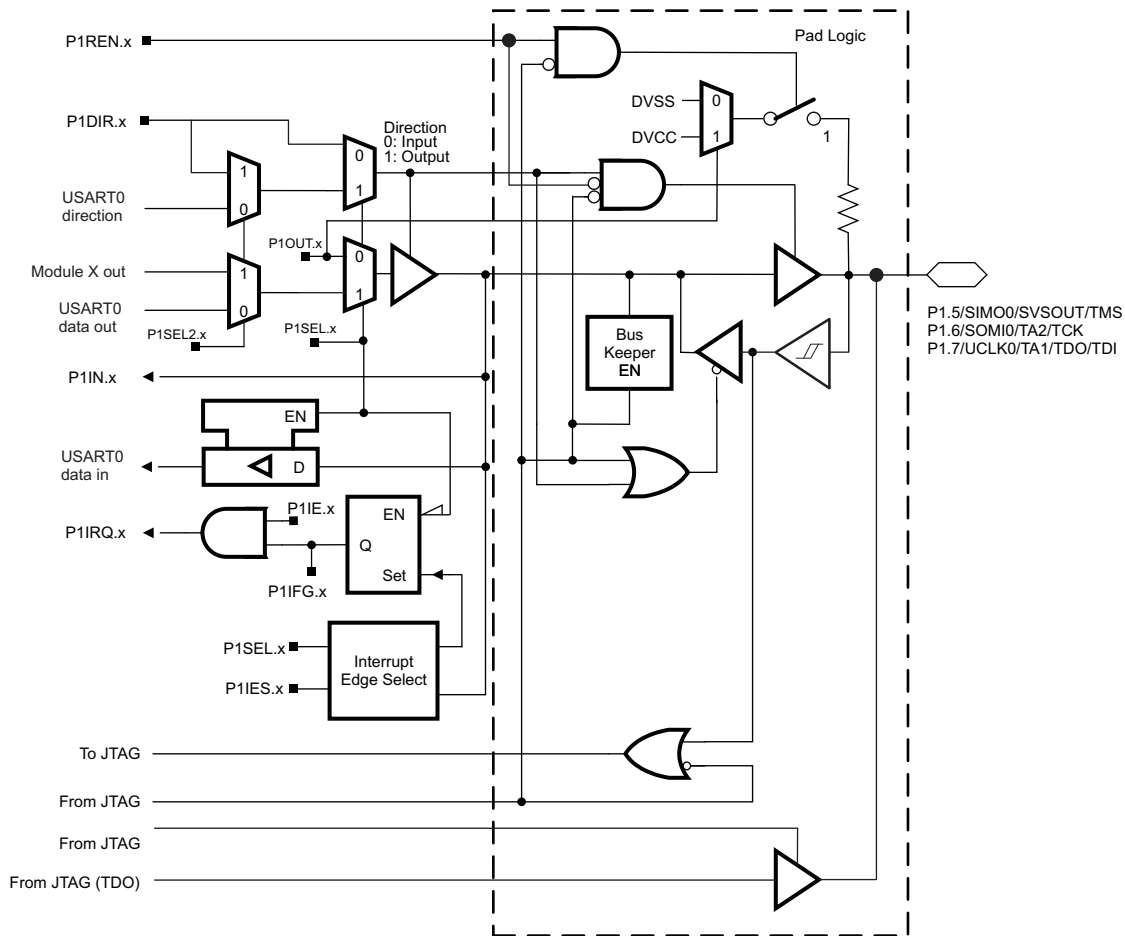 P1REN.x
Pad Logic
DVSS
0
DVCC
1
1
P1DIR.x
Direction
0: Input
1: Output
0
1
1
0
USART0
direction
P1OUT.x
0
1
Module X out
1
USART0
data out
0
P1SEL2.x
P1SEL.x
Bus
Keeper
EN
P1.5/SIMO0/SVSOUT/TMS
P1.6/SOMI0/TA2/TCK
P1.7/UCLK0/TA1/TDO/TDI
P1IN.x
EN
USART0
data in
D
P1IE.x
P1IRQ.x
EN
Q
Set
P1IFG.x
P1SEL.x
P1IES.x
Interrupt
Edge Select
To JTAG
From JTAG
From JTAG
From JTAG (TDO)